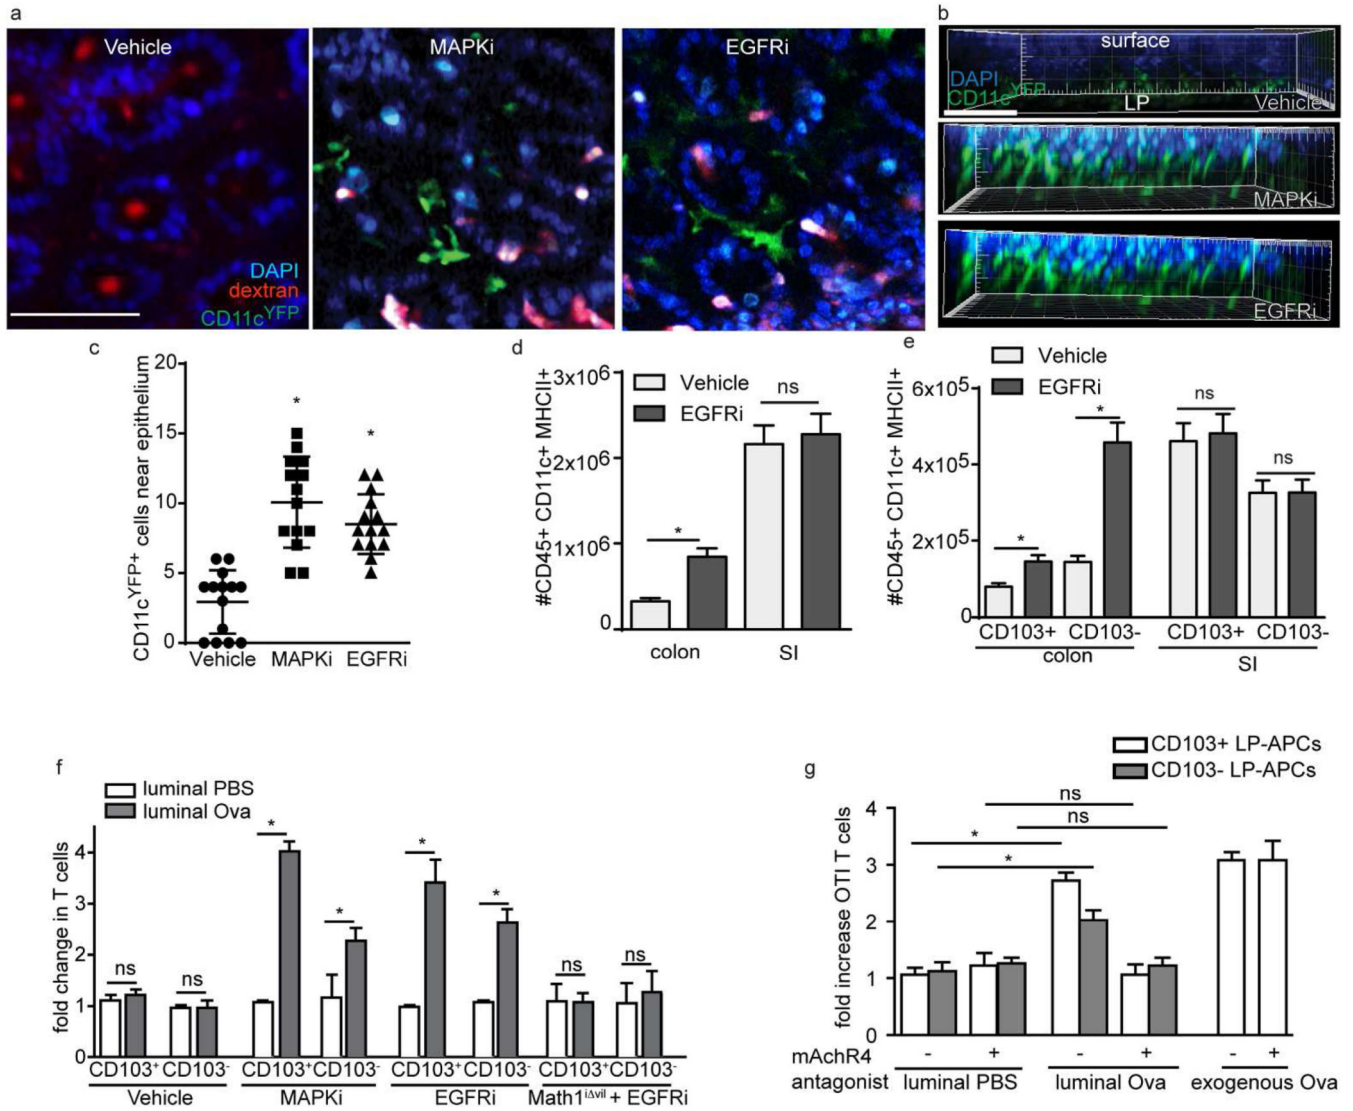 a
Vehicle
MAPKi
EGFRi
DAPI
dextran
CD11cYFP
b
surface
DAPI
CD11cYFP
LP
Vehicle
MAPKi
EGFRi
c
CD11cYFP+ cells near epithelium
20
15
10
5
0
*
*
Vehicle MAPKi EGFRi
d
#CD45+ CD11c+ MHCII+
3x10⁶
2x10⁶
1x10⁶
0
Vehicle
EGFRi
*
ns
colon SI
e
Vehicle
EGFRi
#CD45+ CD11c+ MHCII+
6x10⁵
4x10⁵
2x10⁵
0
*
*
ns
ns
CD103+ CD103- CD103+ CD103-
colon SI
f
luminal PBS
luminal Ova
fold change in T cells
4
3
2
1
0
ns ns * * * * ns ns
CD103⁺ CD103⁻ CD103⁺ CD103⁻ CD103⁺ CD103⁻ CD103⁺ CD103⁻
Vehicle MAPKi EGFRi Math1iΔvil + EGFRi
g
CD103+ LP-APCs
CD103- LP-APCs
fold increase OTI T cels
4
3
2
1
0
ns
ns
*
*
mAchR4 - + - + - +
antagonist luminal PBS luminal Ova exogenous Ova